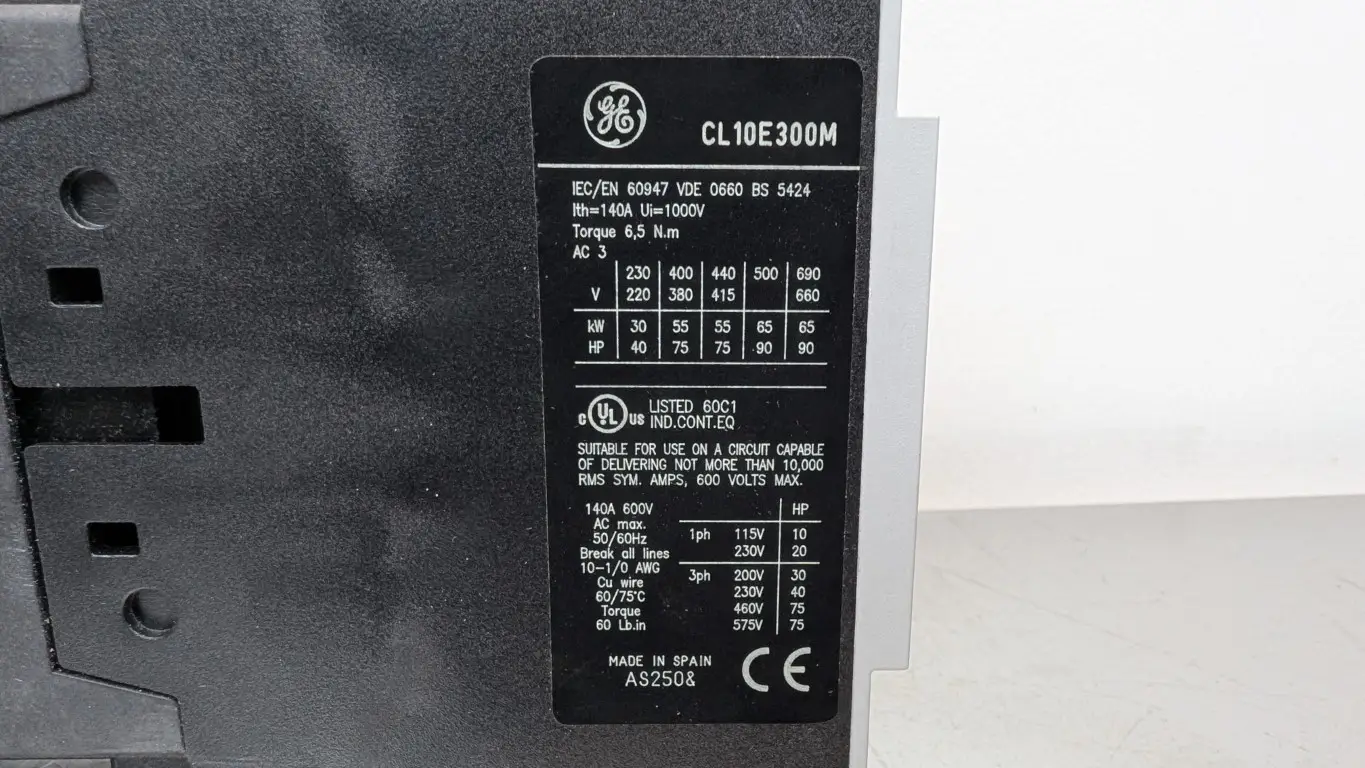 GE
CL10E300M
IEC/EN 60947 VDE 0660 BS 5424
Ith=140A Ui=1000V
Torque 6,5 N.m
AC 3
230 400 440 500 690
V 220 380 415 660
kW 30 55 55 65 65
HP 40 75 75 90 90
c UL us LISTED 60C1
IND.CONT.EQ
SUITABLE FOR USE ON A CIRCUIT CAPABLE
OF DELIVERING NOT MORE THAN 10,000
RMS SYM. AMPS, 600 VOLTS MAX.
140A 600V
AC max.
50/60Hz
Break all lines
10-1/0 AWG
Cu wire
60/75°C
Torque
60 Lb.in
HP
1ph 115V 10
230V 20
3ph 200V 30
230V 40
460V 75
575V 75
MADE IN SPAIN
AS250&
CE